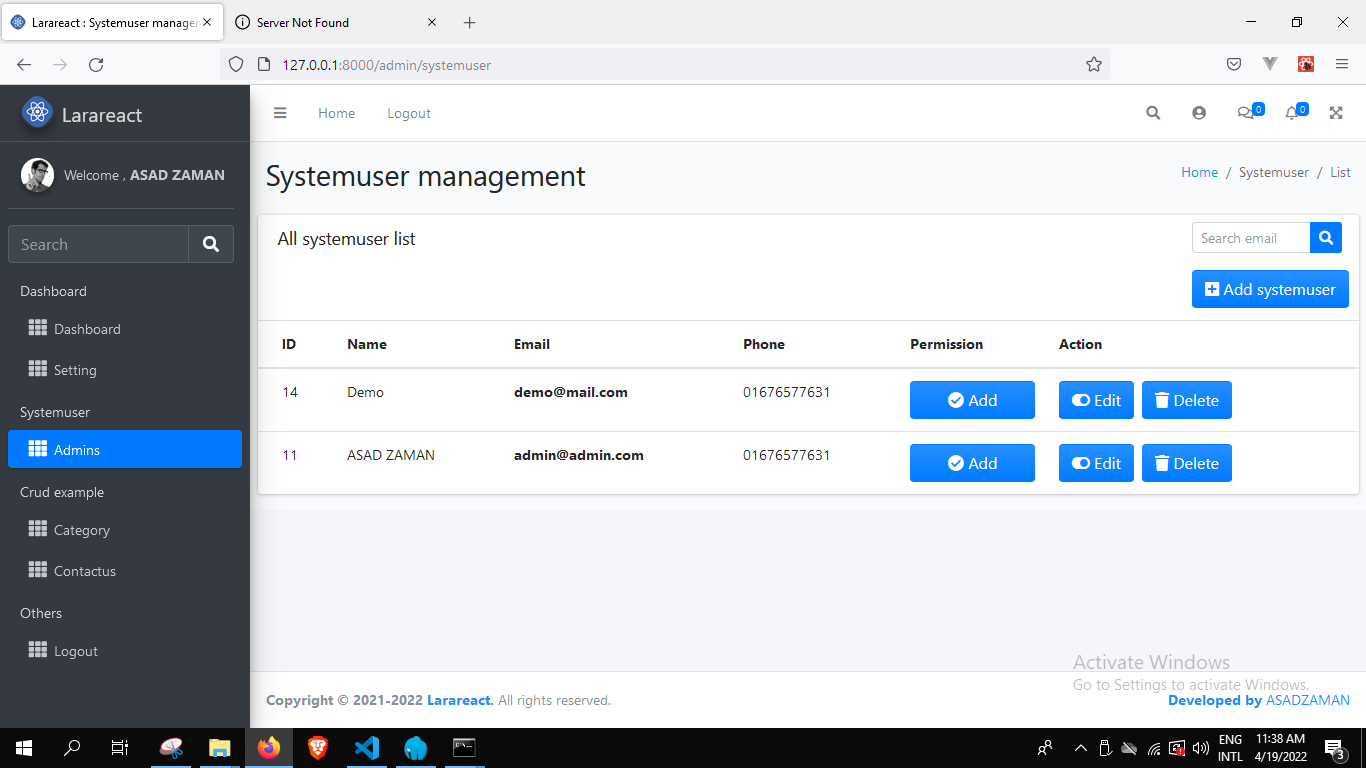 Larareact : Systemuser manager
Server Not Found
127.0.0.1:8000/admin/systemuser
Larareact
Home
Logout
0
0
Welcome , ASAD ZAMAN
Systemuser management
Home / Systemuser / List
Search
All systemuser list
Search email
Add systemuser
Dashboard
Dashboard
Setting
Systemuser
Admins
Crud example
Category
Contactus
Others
Logout
ID Name Email Phone Permission Action
14 Demo demo@mail.com 01676577631 Add Edit Delete
11 ASAD ZAMAN admin@admin.com 01676577631 Add Edit Delete
Activate Windows
Go to Settings to activate Windows.
Copyright © 2021-2022 Larareact. All rights reserved.
Developed by ASADZAMAN
ENG
INTL
11:38 AM
4/19/2022
3